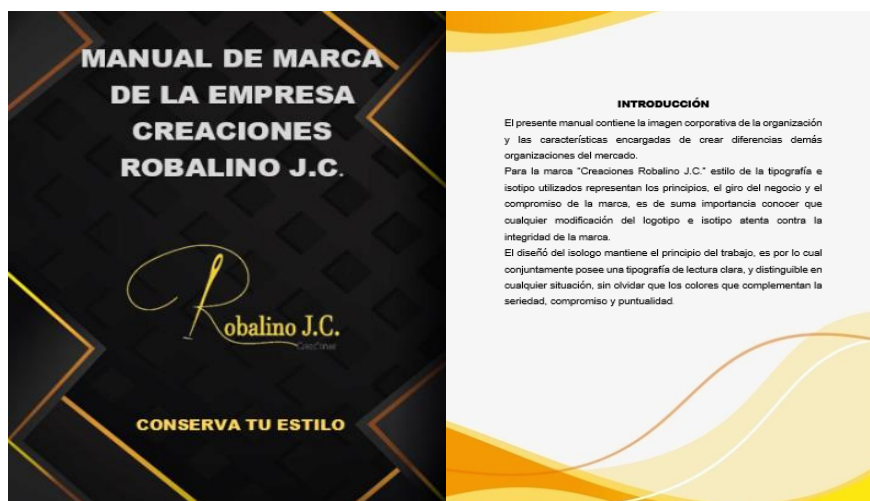 MANUAL DE MARCA
DE LA EMPRESA
CREACIONES
ROBALINO J.C.
Robalino J.C.
Creaciones
CONSERVA TU ESTILO
INTRODUCCIÓN
El presente manual contiene la imagen corporativa de la organización
y las características encargadas de crear diferencias demás
organizaciones del mercado.
Para la marca "Creaciones Robalino J.C." estilo de la tipografía e
isotipo utilizados representan los principios, el giro del negocio y el
compromiso de la marca, es de suma importancia conocer que
cualquier modificación del logotipo e isotipo atenta contra la
integridad de la marca.
El diseñó del isologo mantiene el principio del trabajo, es por lo cual
conjuntamente posee una tipografía de lectura clara, y distinguible en
cualquier situación, sin olvidar que los colores que complementan la
seriedad, compromiso y puntualidad.